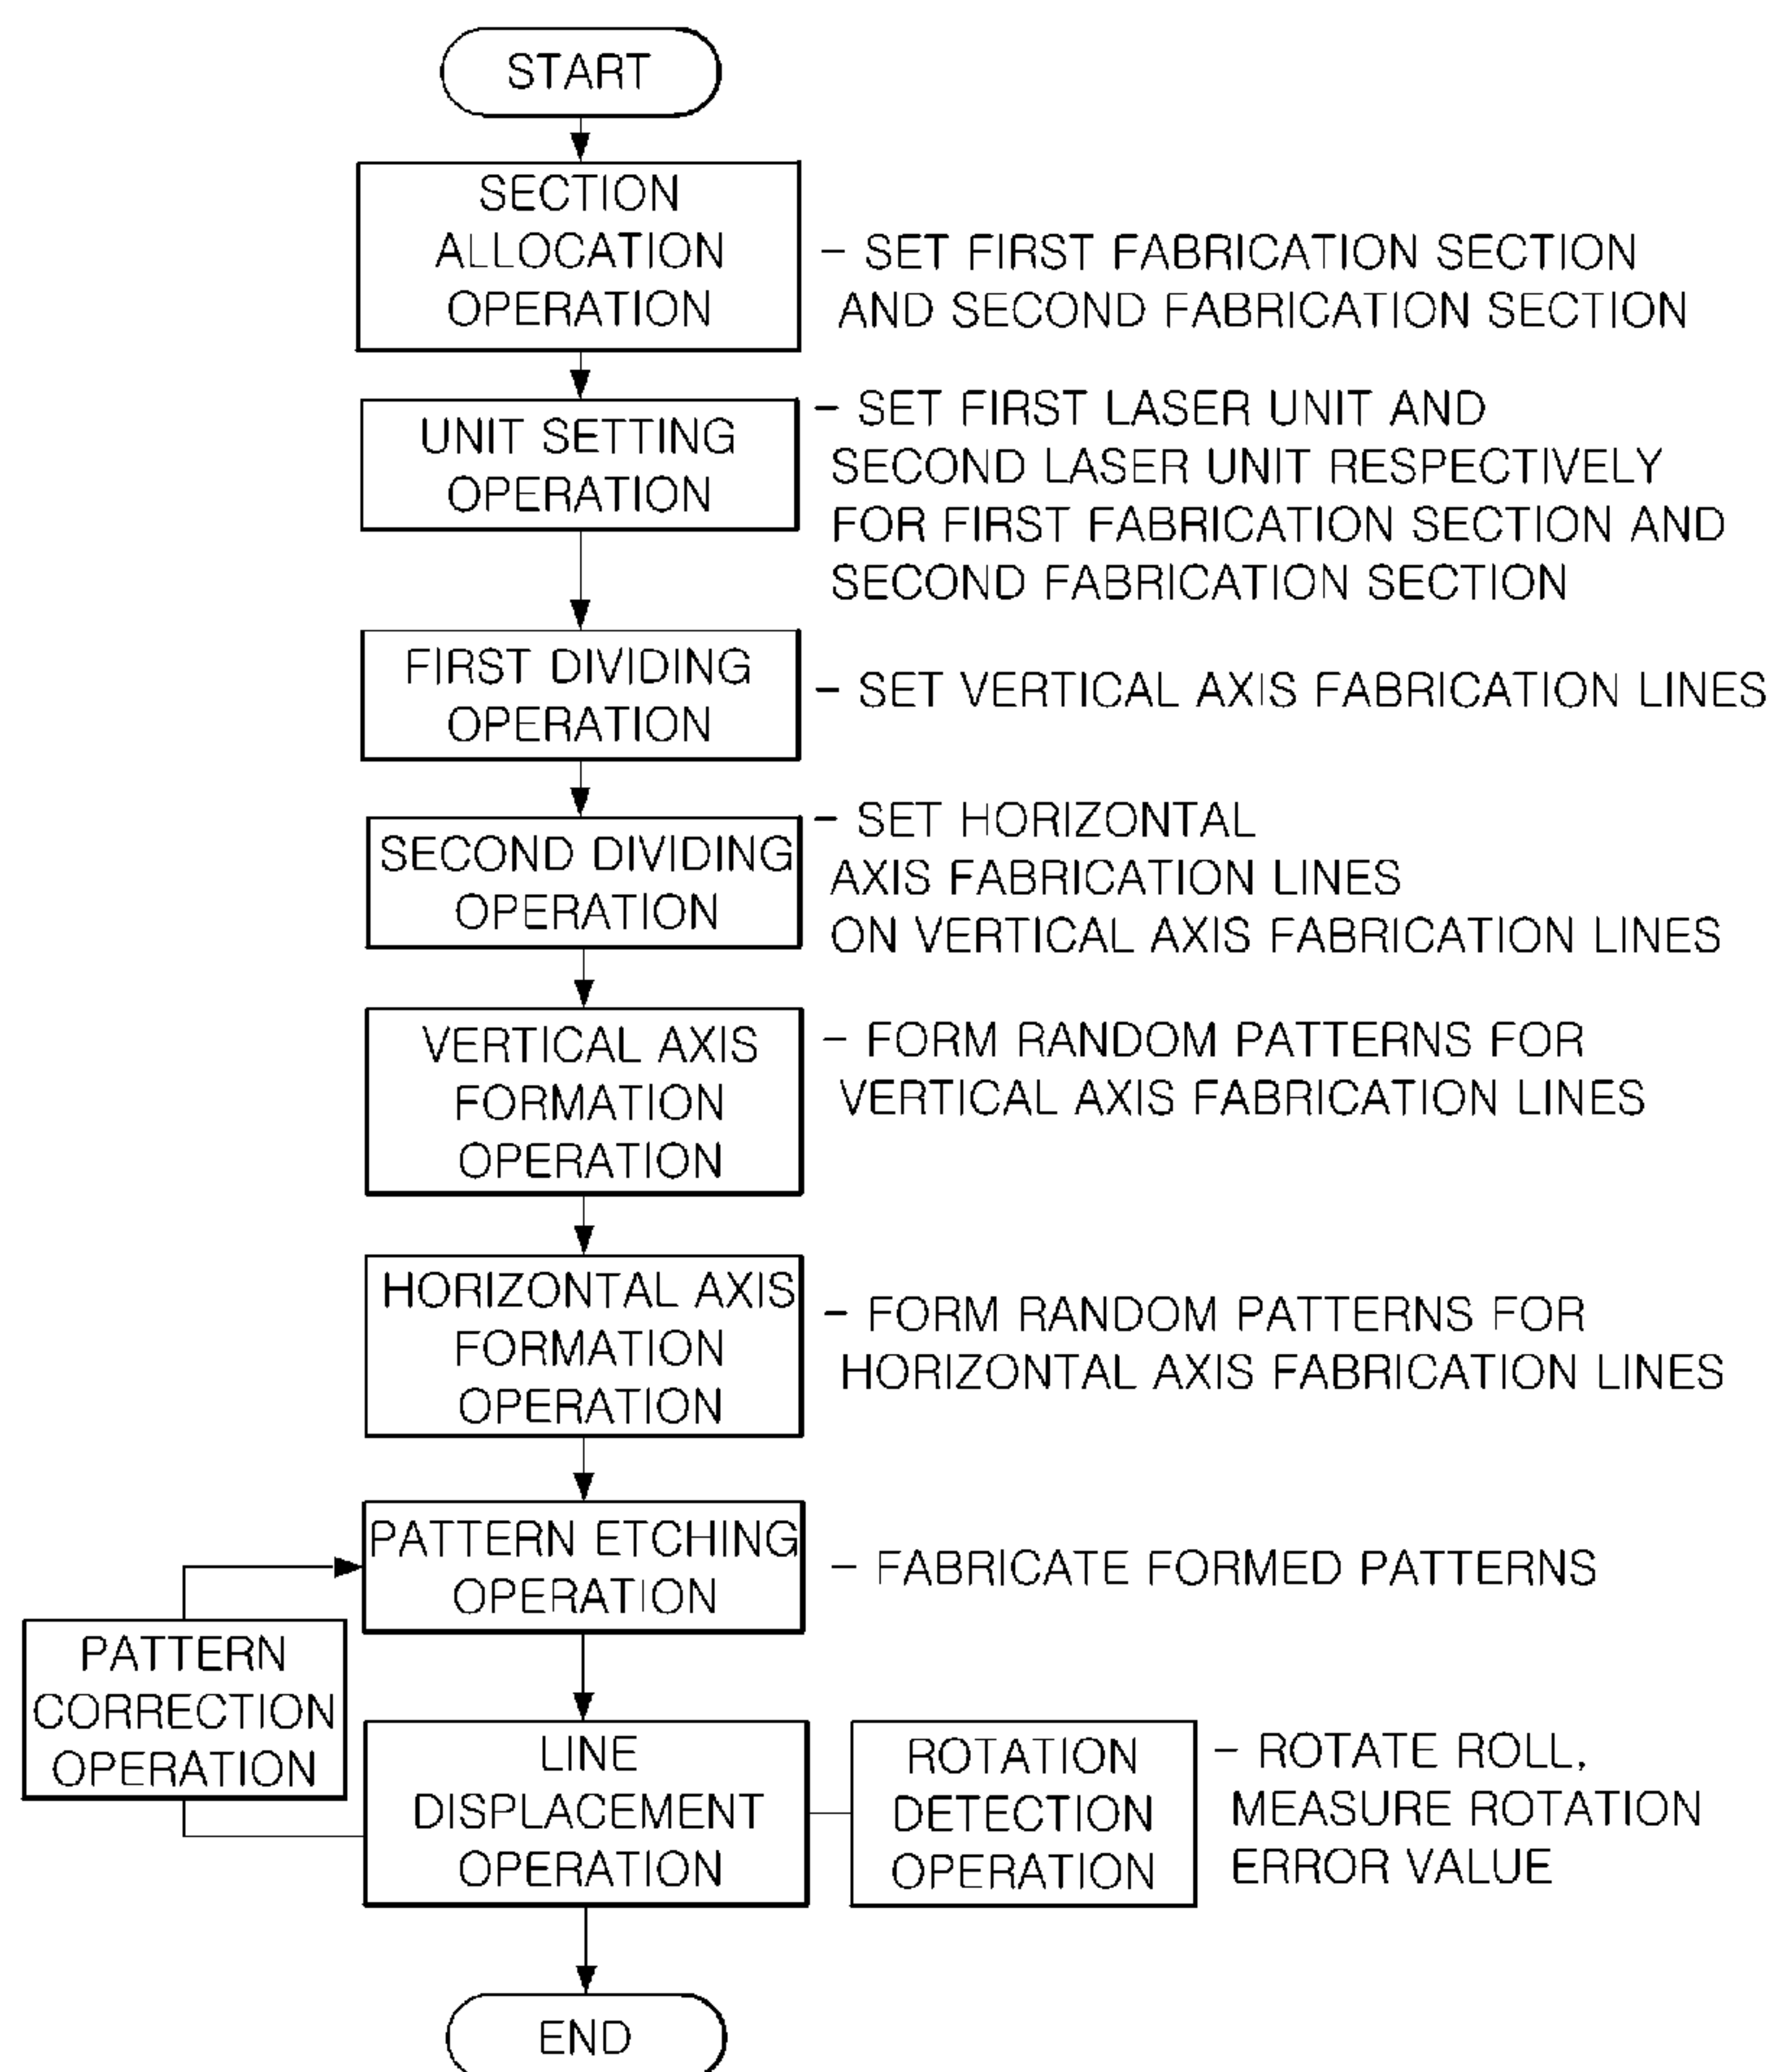 START
SECTION
ALLOCATION
OPERATION
– SET FIRST FABRICATION SECTION
AND SECOND FABRICATION SECTION
UNIT SETTING
OPERATION
– SET FIRST LASER UNIT AND
SECOND LASER UNIT RESPECTIVELY
FOR FIRST FABRICATION SECTION AND
SECOND FABRICATION SECTION
FIRST DIVIDING
OPERATION
– SET VERTICAL AXIS FABRICATION LINES
SECOND DIVIDING
OPERATION
– SET HORIZONTAL
AXIS FABRICATION LINES
ON VERTICAL AXIS FABRICATION LINES
VERTICAL AXIS
FORMATION
OPERATION
– FORM RANDOM PATTERNS FOR
VERTICAL AXIS FABRICATION LINES
HORIZONTAL AXIS
FORMATION
OPERATION
– FORM RANDOM PATTERNS FOR
HORIZONTAL AXIS FABRICATION LINES
PATTERN ETCHING
OPERATION
– FABRICATE FORMED PATTERNS
PATTERN
CORRECTION
OPERATION
LINE
DISPLACEMENT
OPERATION
ROTATION
DETECTION
OPERATION
– ROTATE ROLL,
MEASURE ROTATION
ERROR VALUE
END